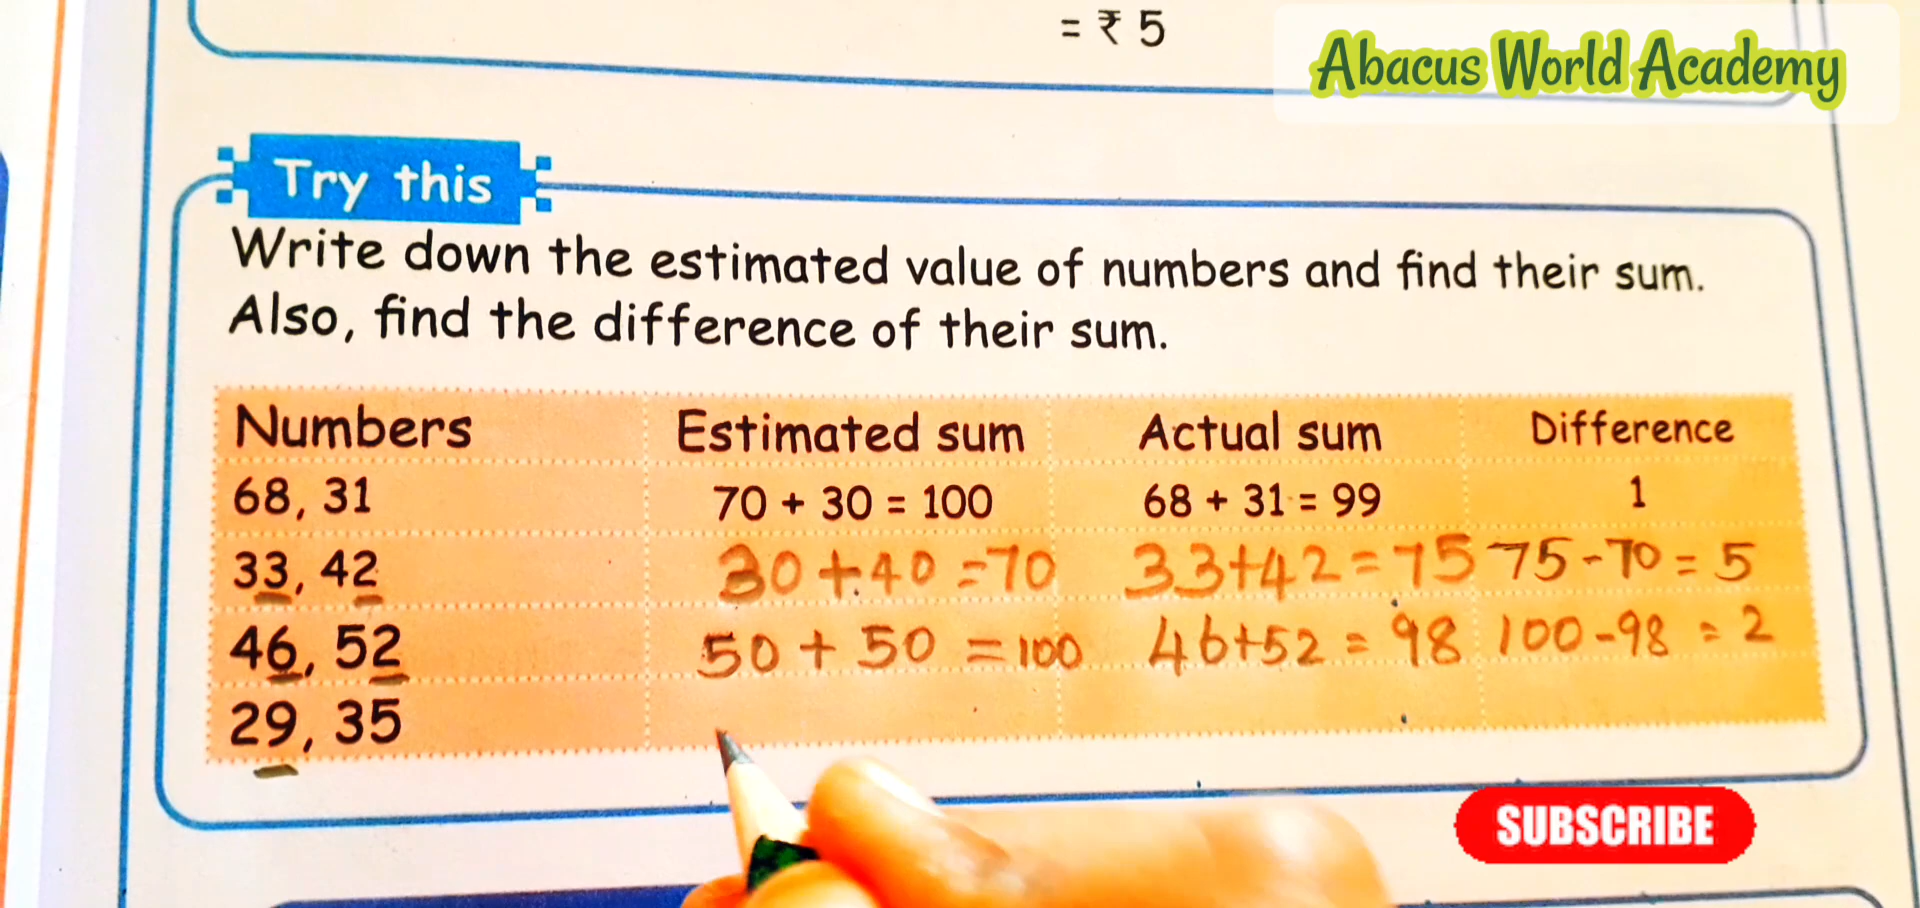 = ₹ 5
Abacus World Academy
Try this
Write down the estimated value of numbers and find their sum.
Also, find the difference of their sum.
Numbers Estimated sum Actual sum Difference
68, 31 70 + 30 = 100 68 + 31 = 99 1
33, 42 30 + 40 = 70 33+42 = 75 75-70 = 5
46, 52 50 + 50 = 100 46+52 = 98 100-98 = 2
29, 35
SUBSCRIBE